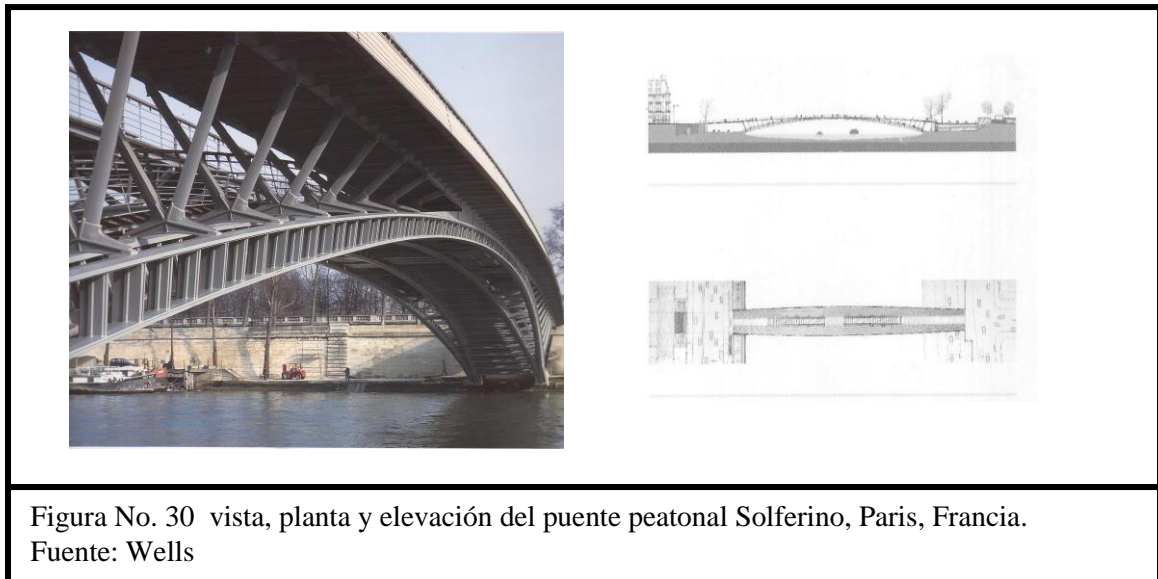 Figura No. 30 vista, planta y elevación del puente peatonal Solferino, Paris, Francia.
Fuente: Wells